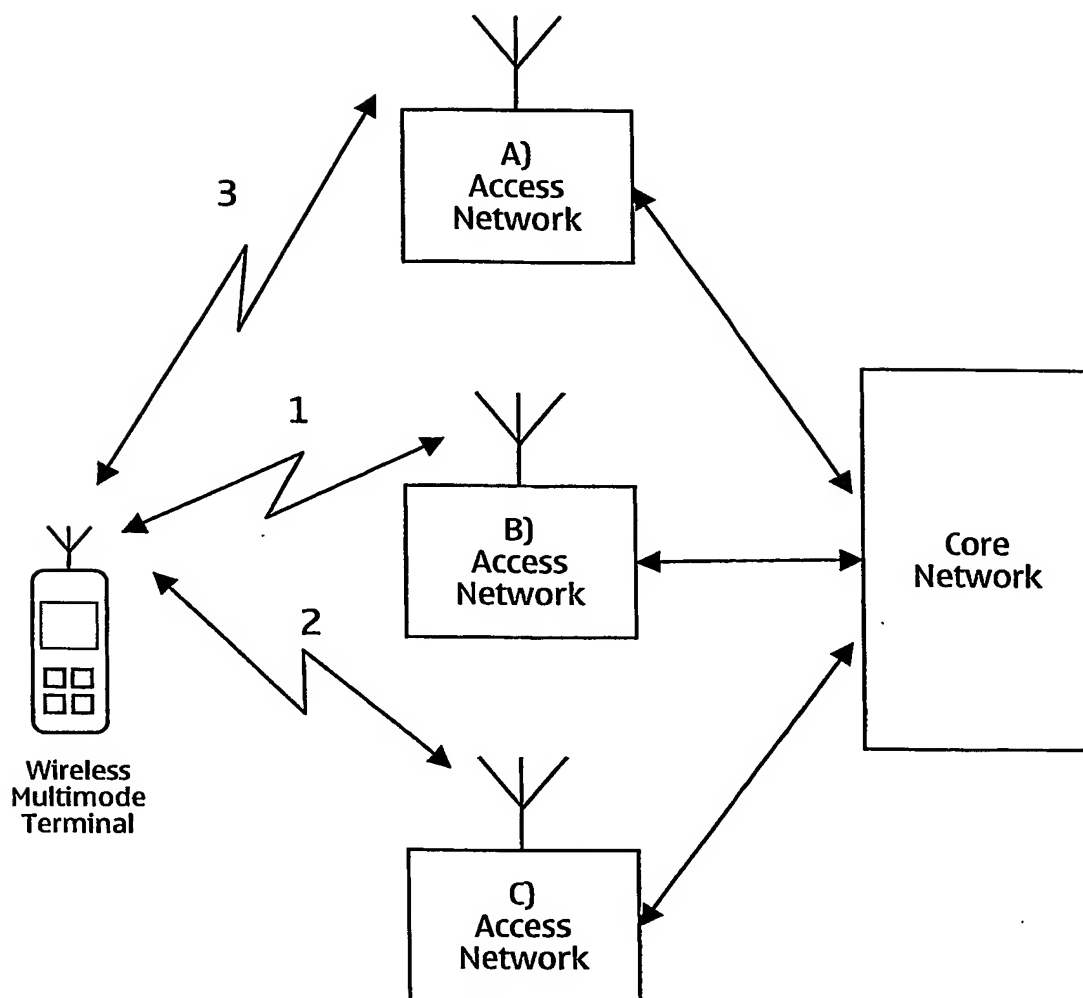 A)
Access
Network
3
1
B)
Access
Network
Core
Network
2
Wireless
Multimode
Terminal
C)
Access
Network